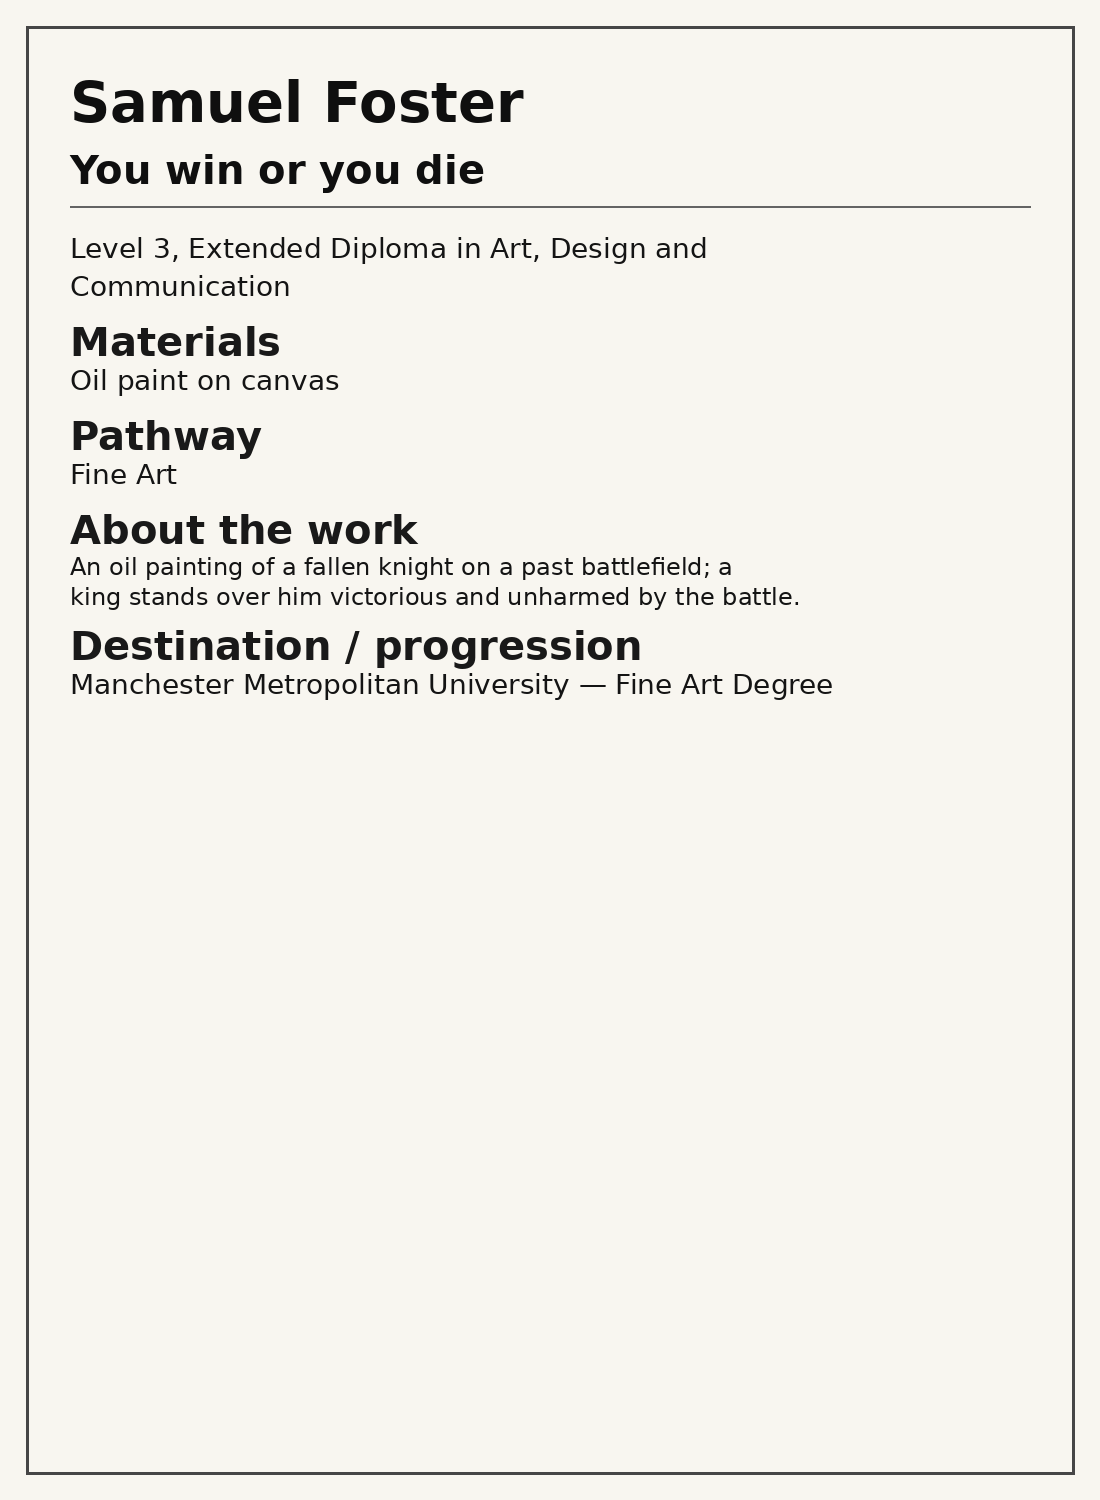 Samuel Foster
You win or you die
Level 3, Extended Diploma in Art, Design and
Communication
Materials
Oil paint on canvas
Pathway
Fine Art
About the work
An oil painting of a fallen knight on a past battlefield; a
king stands over him victorious and unharmed by the battle.
Destination / progression
Manchester Metropolitan University — Fine Art Degree